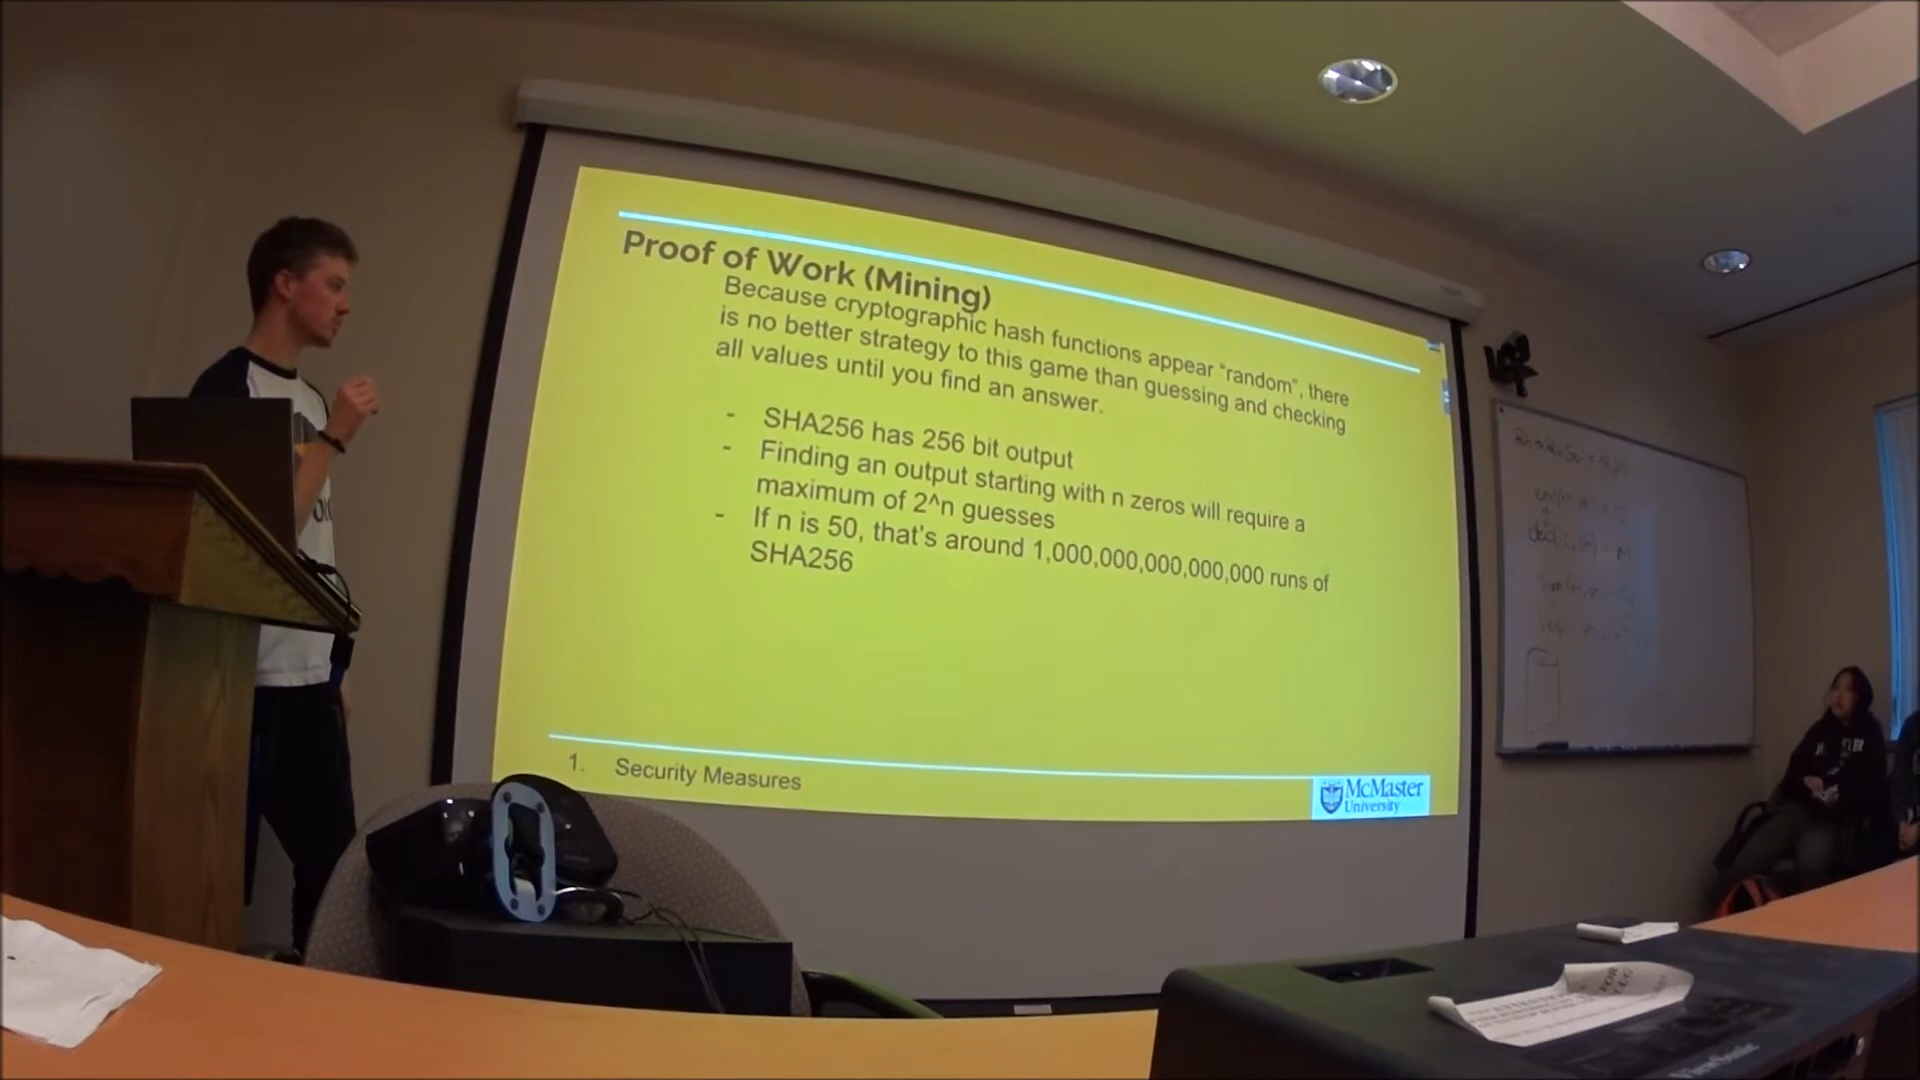 Proof of Work (Mining)
Because cryptographic hash functions appear “random”, there
is no better strategy to this game than guessing and checking
all values until you find an answer.
- SHA256 has 256 bit output
- Finding an output starting with n zeros will require a
maximum of 2^n guesses
- If n is 50, that's around 1,000,000,000,000,000 runs of
SHA256
1. Security Measures
McMaster
University
ViewSonic